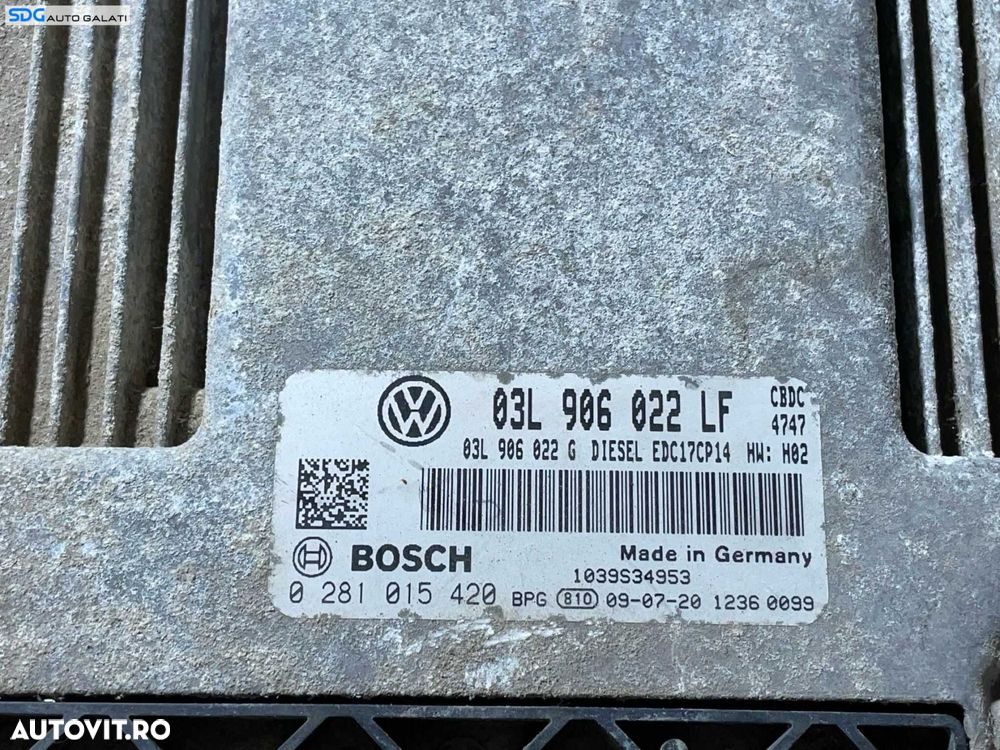 SDG AUTO GALATI
03L 906 022 LF CBDC
4747
03L 906 022 G DIESEL EDC17CP14 HW: H02
BOSCH Made in Germany
1039S34953
0 281 015 420 BPG 810 09-07-20 1236 0099
AUTOVIT.RO